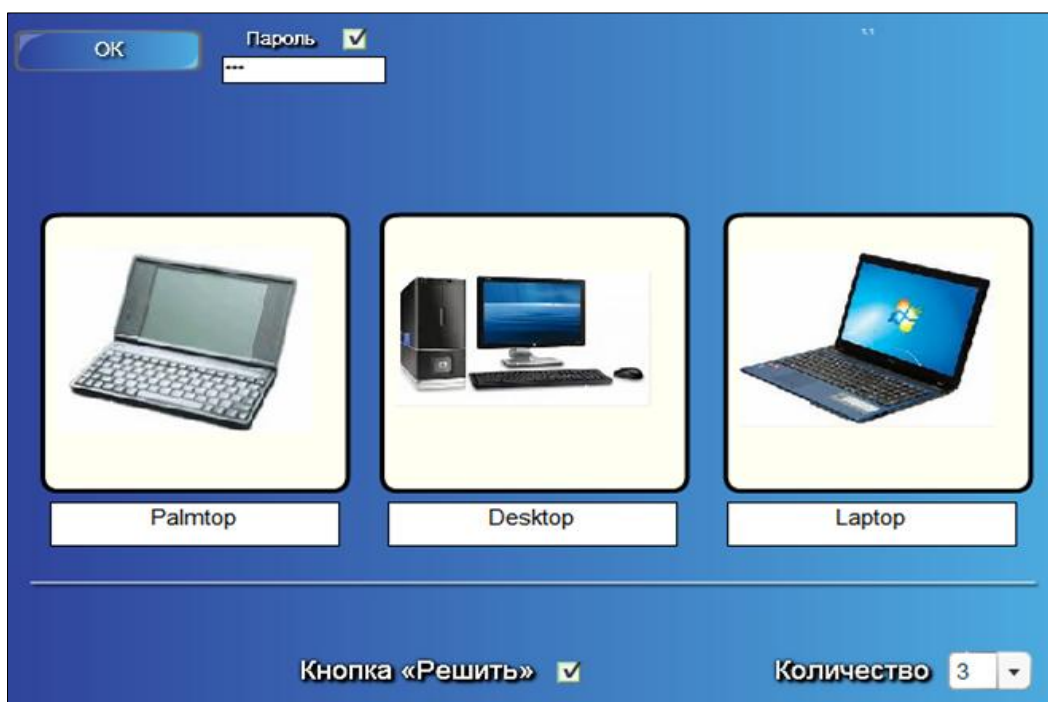 OK
Пароль
***
Palmtop
Desktop
Laptop
Кнопка «Решить»
Количество
3